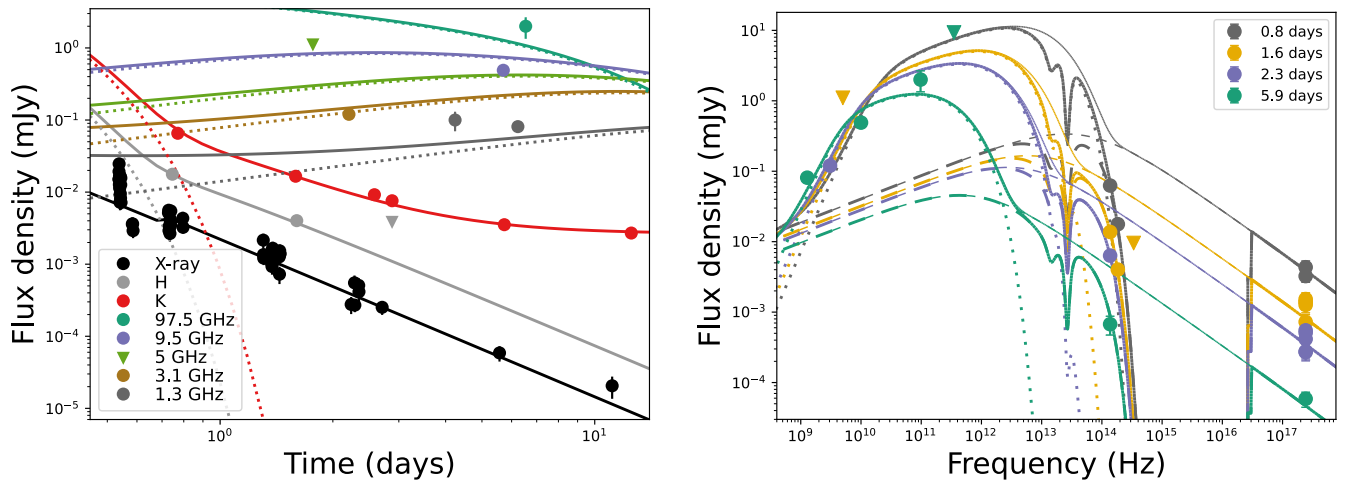 Flux density (mJy)
10⁰
10⁻¹
10⁻²
10⁻³
10⁻⁴
10⁻⁵
X-ray
H
K
97.5 GHz
9.5 GHz
5 GHz
3.1 GHz
1.3 GHz
10⁰
10¹
Time (days)
Flux density (mJy)
10¹
10⁰
10⁻¹
10⁻²
10⁻³
10⁻⁴
0.8 days
1.6 days
2.3 days
5.9 days
10⁹
10¹⁰
10¹¹
10¹²
10¹³
10¹⁴
10¹⁵
10¹⁶
10¹⁷
Frequency (Hz)